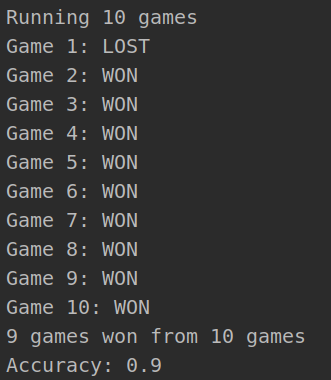 Running 10 games
Game 1: LOST
Game 2: WON
Game 3: WON
Game 4: WON
Game 5: WON
Game 6: WON
Game 7: WON
Game 8: WON
Game 9: WON
Game 10: WON
9 games won from 10 games
Accuracy: 0.9